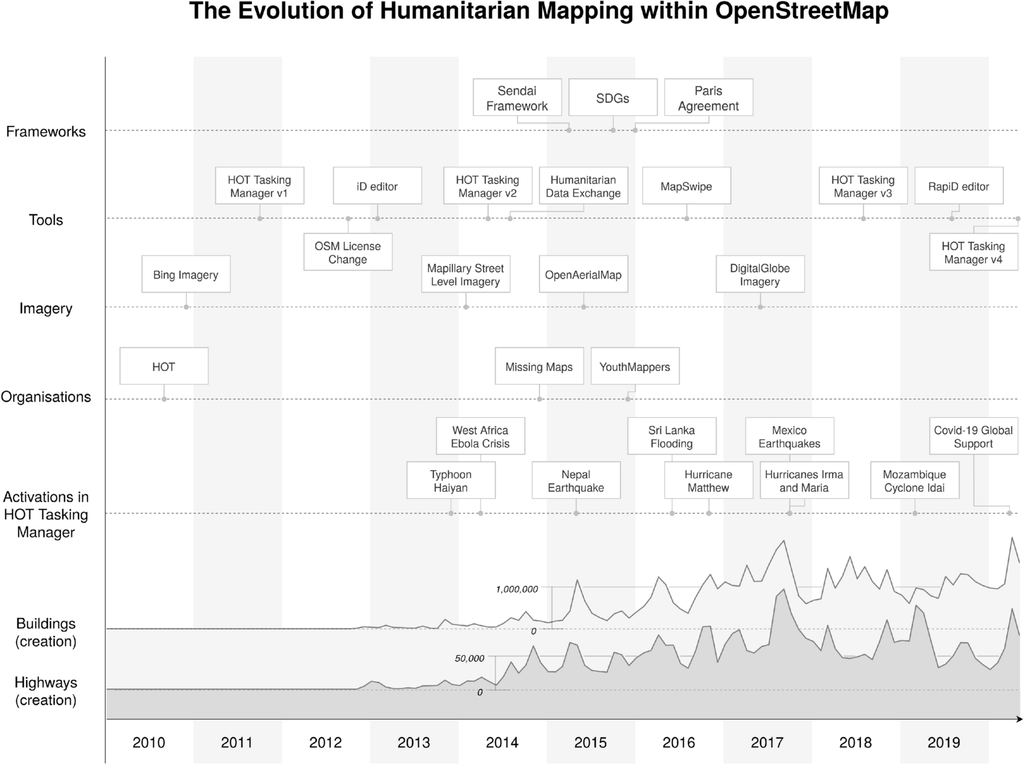 The Evolution of Humanitarian Mapping within OpenStreetMap
Sendai
Framework
SDGs
Paris
Agreement
Frameworks
HOT Tasking
Manager v1
iD editor
HOT Tasking
Manager v2
Humanitarian
Data Exchange
MapSwipe
HOT Tasking
Manager v3
RapiD editor
Tools
OSM License
Change
HOT Tasking
Manager v4
Bing Imagery
Mapillary Street
Level Imagery
OpenAerialMap
DigitalGlobe
Imagery
Imagery
HOT
Missing Maps
YouthMappers
Organisations
West Africa
Ebola Crisis
Sri Lanka
Flooding
Mexico
Earthquakes
Covid-19 Global
Support
Typhoon
Haiyan
Nepal
Earthquake
Hurricane
Matthew
Hurricanes Irma
and Maria
Mozambique
Cyclone Idai
Activations in
HOT Tasking
Manager
1,000,000
0
Buildings
(creation)
50,000
0
Highways
(creation)
2010 2011 2012 2013 2014 2015 2016 2017 2018 2019